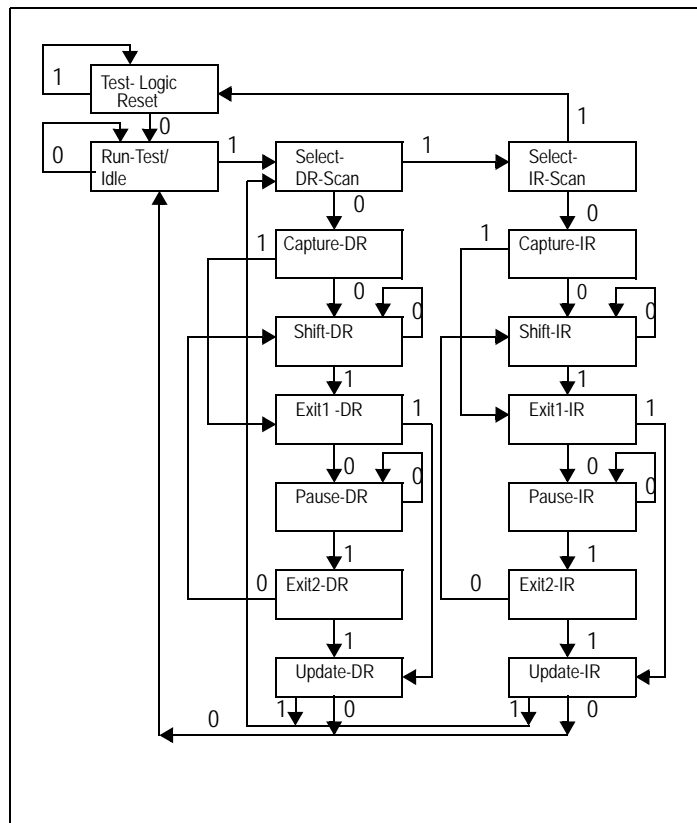 1
Test- Logic
Reset
1
0
0
Run-Test/
Idle
1
Select-
DR-Scan
1
Select-
IR-Scan
0
0
1
Capture-DR
1
Capture-IR
0
0
Shift-DR
0
Shift-IR
0
1
1
Exit1 -DR
1
Exit1-IR
1
0
0
Pause-DR
0
Pause-IR
0
1
1
0
Exit2-DR
0
Exit2-IR
1
1
Update-DR
Update-IR
1
0
1
0
0